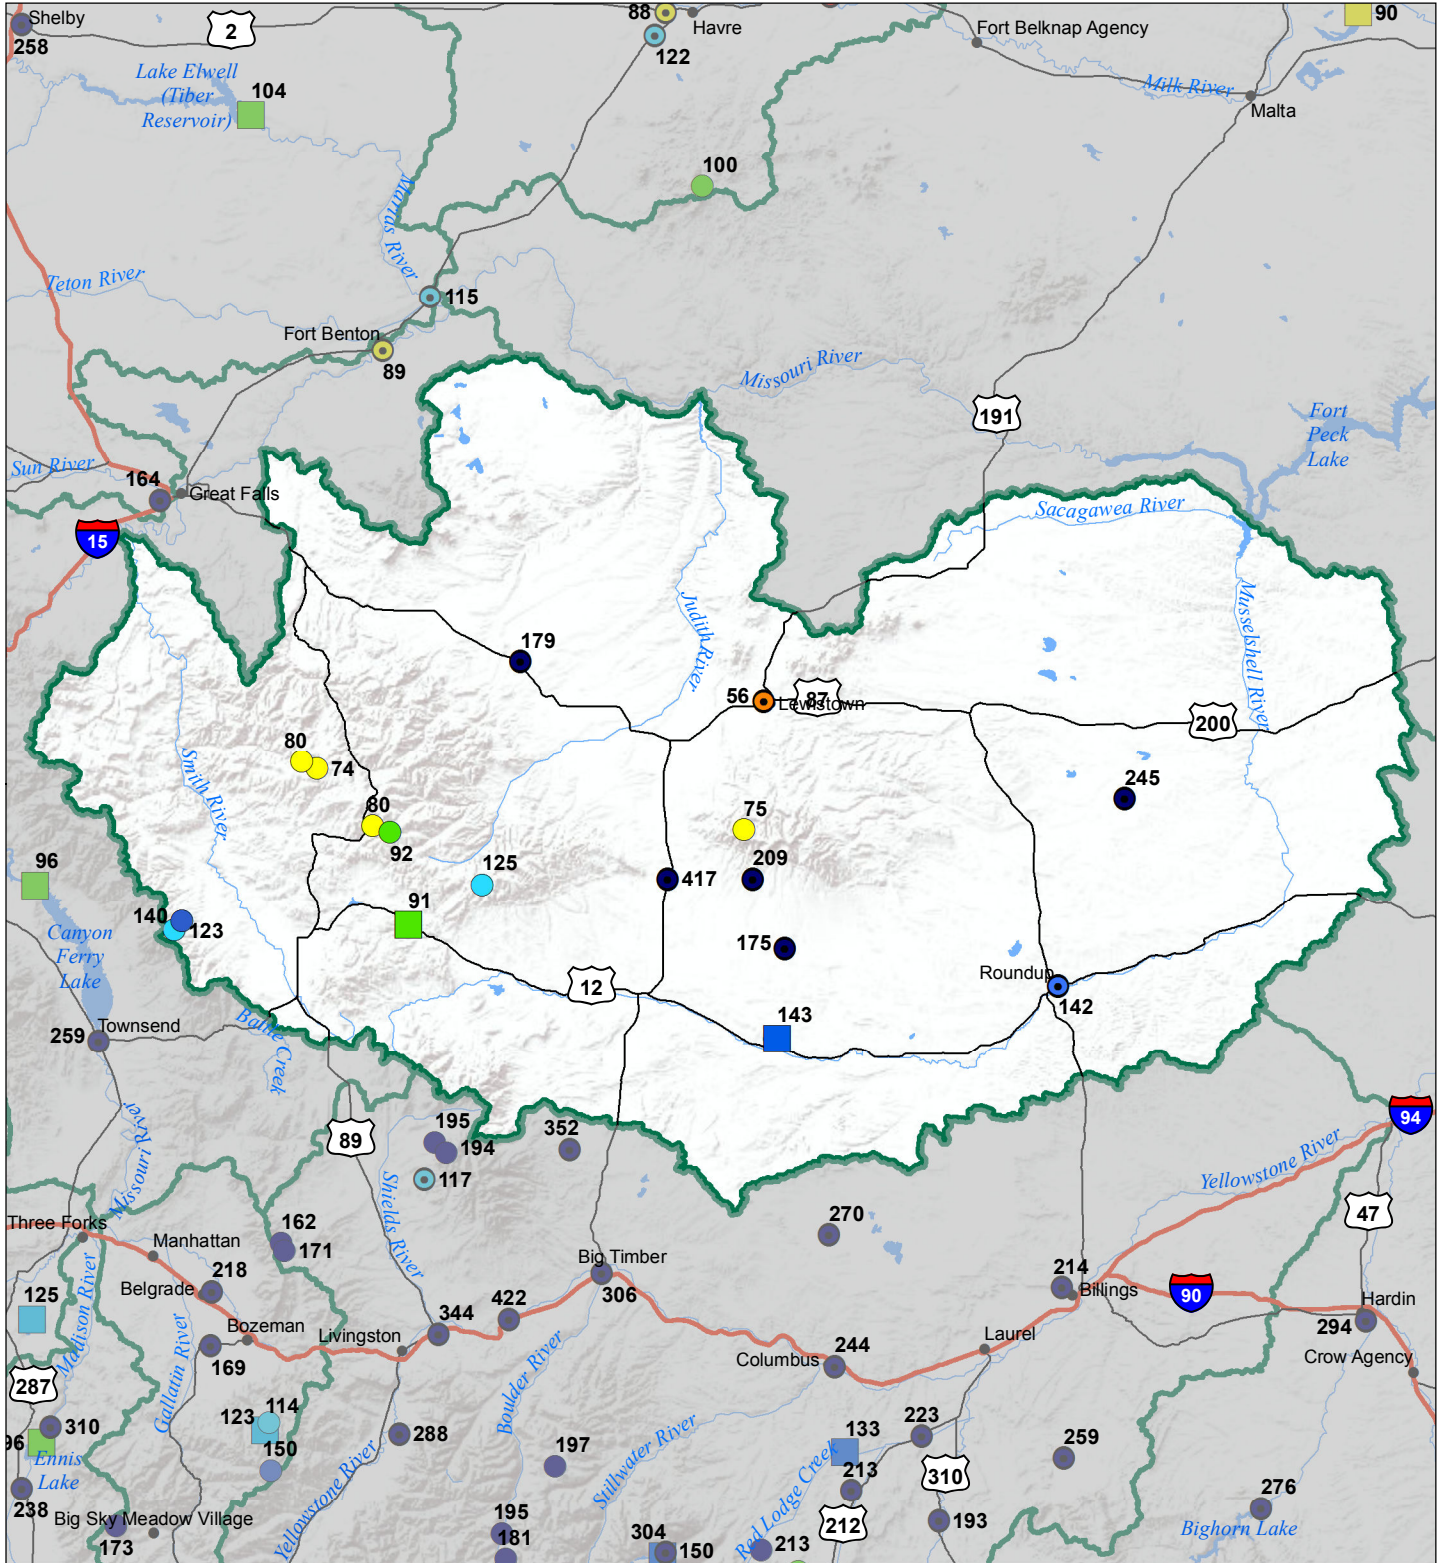 Shelby
258
2
88
Havre
122
Fort Belknap Agency
90
Lake Elwell
(Tiber
Reservoir)
104
Milk River
Malta
100
Marias River
Teton River
115
Fort Benton
89
Missouri River
191
Fort
Peck
Lake
Sun River
164
Great Falls
15
Sacagawea River
Musselshell River
Judith River
179
56
Lewistown
87
200
80
74
Smith River
245
80
92
75
125
209
417
96
91
140
123
Canyon
Ferry
Lake
175
Roundup
142
12
143
259
Townsend
Battle Creek
Missouri River
89
195
194
352
94
117
Shields River
Yellowstone River
47
Three Forks
162
171
270
Manhattan
218
Belgrade
Big Timber
306
214
Billings
90
Hardin
294
125
Madison River
Gallatin River
Bozeman
169
Livingston
344
422
Boulder River
Columbus
244
Laurel
Crow Agency
287
310
96
Ennis
Lake
123
114
150
288
Yellowstone River
197
Stillwater River
133
Red Lodge Creek
223
213
310
259
212
276
238
Big Sky Meadow Village
173
195
181
304
150
213
193
Bighorn Lake